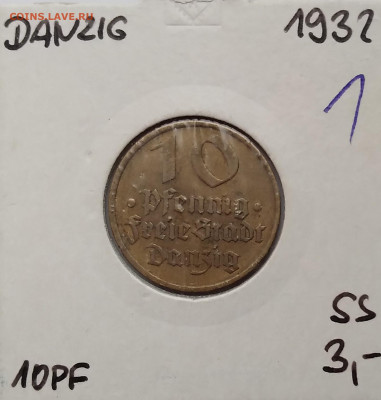 COINS.LAVE.RU
DANZIG 1932
1
10
· Pfennig ·
Freie Stadt
Danzig
SS
3,-
10PF